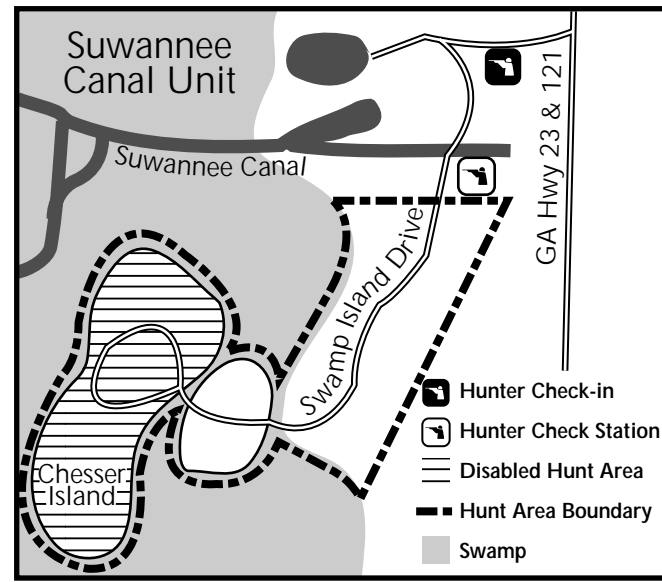 Suwannee
Canal Unit
Suwannee Canal
GA Hwy 23 & 121
Swamp Island Drive
Chesser
Island
Hunter Check-in
Hunter Check Station
Disabled Hunt Area
Hunt Area Boundary
Swamp